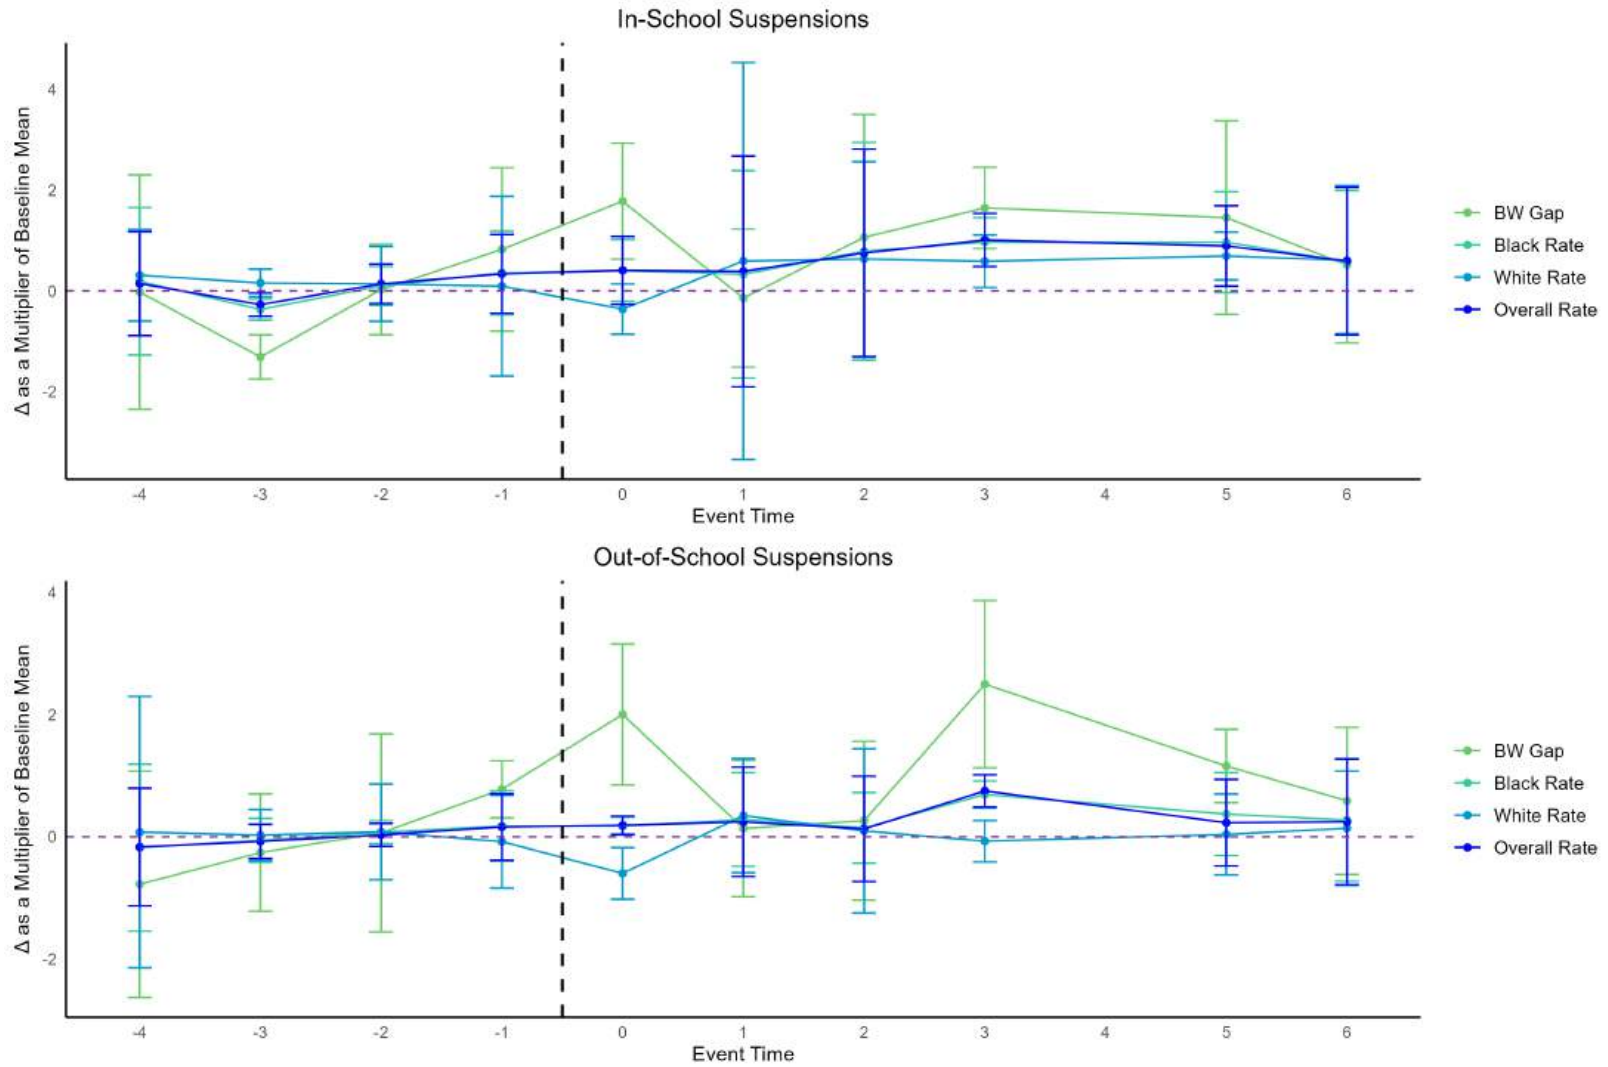 In-School Suspensions
Δ as a Multiplier of Baseline Mean
4
2
0
-2
-4 -3 -2 -1 0 1 2 3 4 5 6
Event Time
BW Gap
Black Rate
White Rate
Overall Rate
Out-of-School Suspensions
Δ as a Multiplier of Baseline Mean
4
2
0
-2
-4 -3 -2 -1 0 1 2 3 4 5 6
Event Time
BW Gap
Black Rate
White Rate
Overall Rate